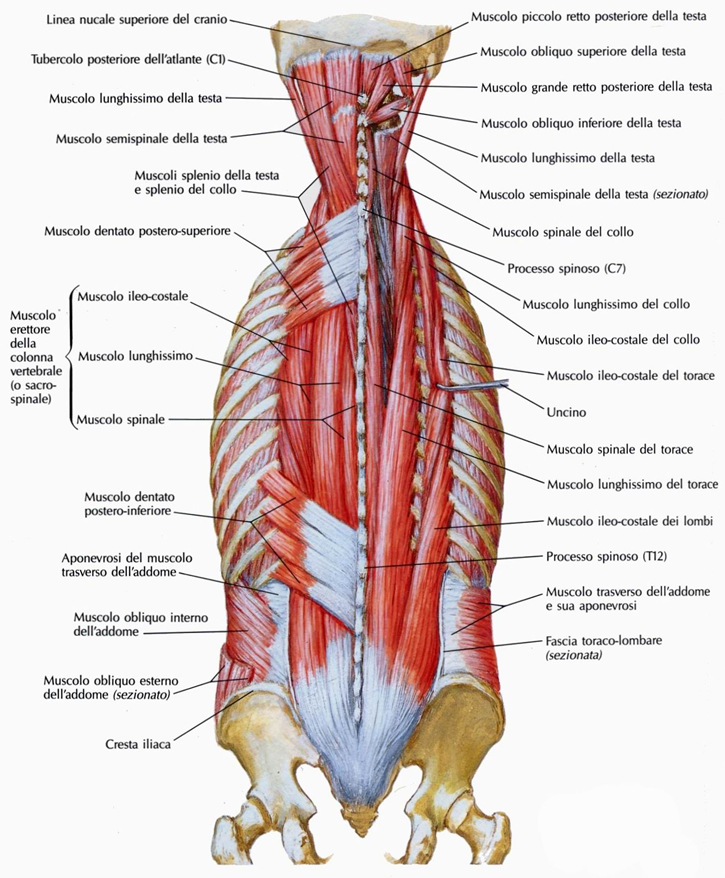 Linea nucale superiore del cranio
Tubercolo posteriore dell'atlante (C1)
Muscolo lunghissimo della testa
Muscolo semispinale della testa
Muscoli splenio della testa
e splenio del collo
Muscolo dentato postero-superiore
Muscolo
erettore
della
colonna
vertebrale
(o sacro-
spinale)
Muscolo ileo-costale
Muscolo lunghissimo
Muscolo spinale
Muscolo dentato
postero-inferiore
Aponevrosi del muscolo
trasverso dell'addome
Muscolo obliquo interno
dell'addome
Muscolo obliquo esterno
dell'addome (sezionato)
Cresta iliaca
Muscolo piccolo retto posteriore della testa
Muscolo obliquo superiore della testa
Muscolo grande retto posteriore della testa
Muscolo obliquo inferiore della testa
Muscolo lunghissimo della testa
Muscolo semispinale della testa (sezionato)
Muscolo spinale del collo
Processo spinoso (C7)
Muscolo lunghissimo del collo
Muscolo ileo-costale del collo
Muscolo ileo-costale del torace
Uncino
Muscolo spinale del torace
Muscolo lunghissimo del torace
Muscolo ileo-costale dei lombi
Processo spinoso (T12)
Muscolo trasverso dell'addome
e sua aponevrosi
Fascia toraco-lombare
(sezionata)